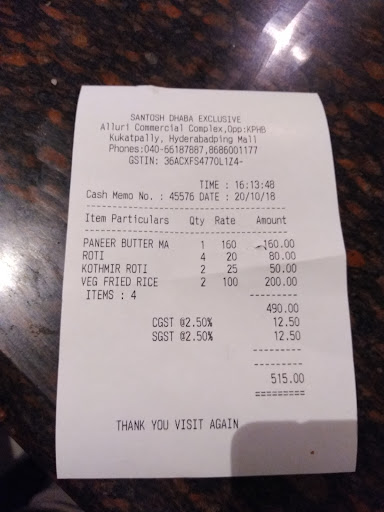 SANTOSH DHABA EXCLUSIVE
Alluri Commercial Complex,Opp:KPHB
Kukatpally, Hyderabadping Mall
Phones:040-66187887,8686001177
GSTIN: 36ACXFS4770L1Z4-
TIME : 16:13:48
Cash Memo No. : 45576 DATE : 20/10/18
Item Particulars Qty Rate Amount
PANEER BUTTER MA 1 160 160.00
ROTI 4 20 80.00
KOTHMIR ROTI 2 25 50.00
VEG FRIED RICE 2 100 200.00
ITEMS : 4
490.00
CGST @2.50% 12.50
SGST @2.50% 12.50
515.00
THANK YOU VISIT AGAIN